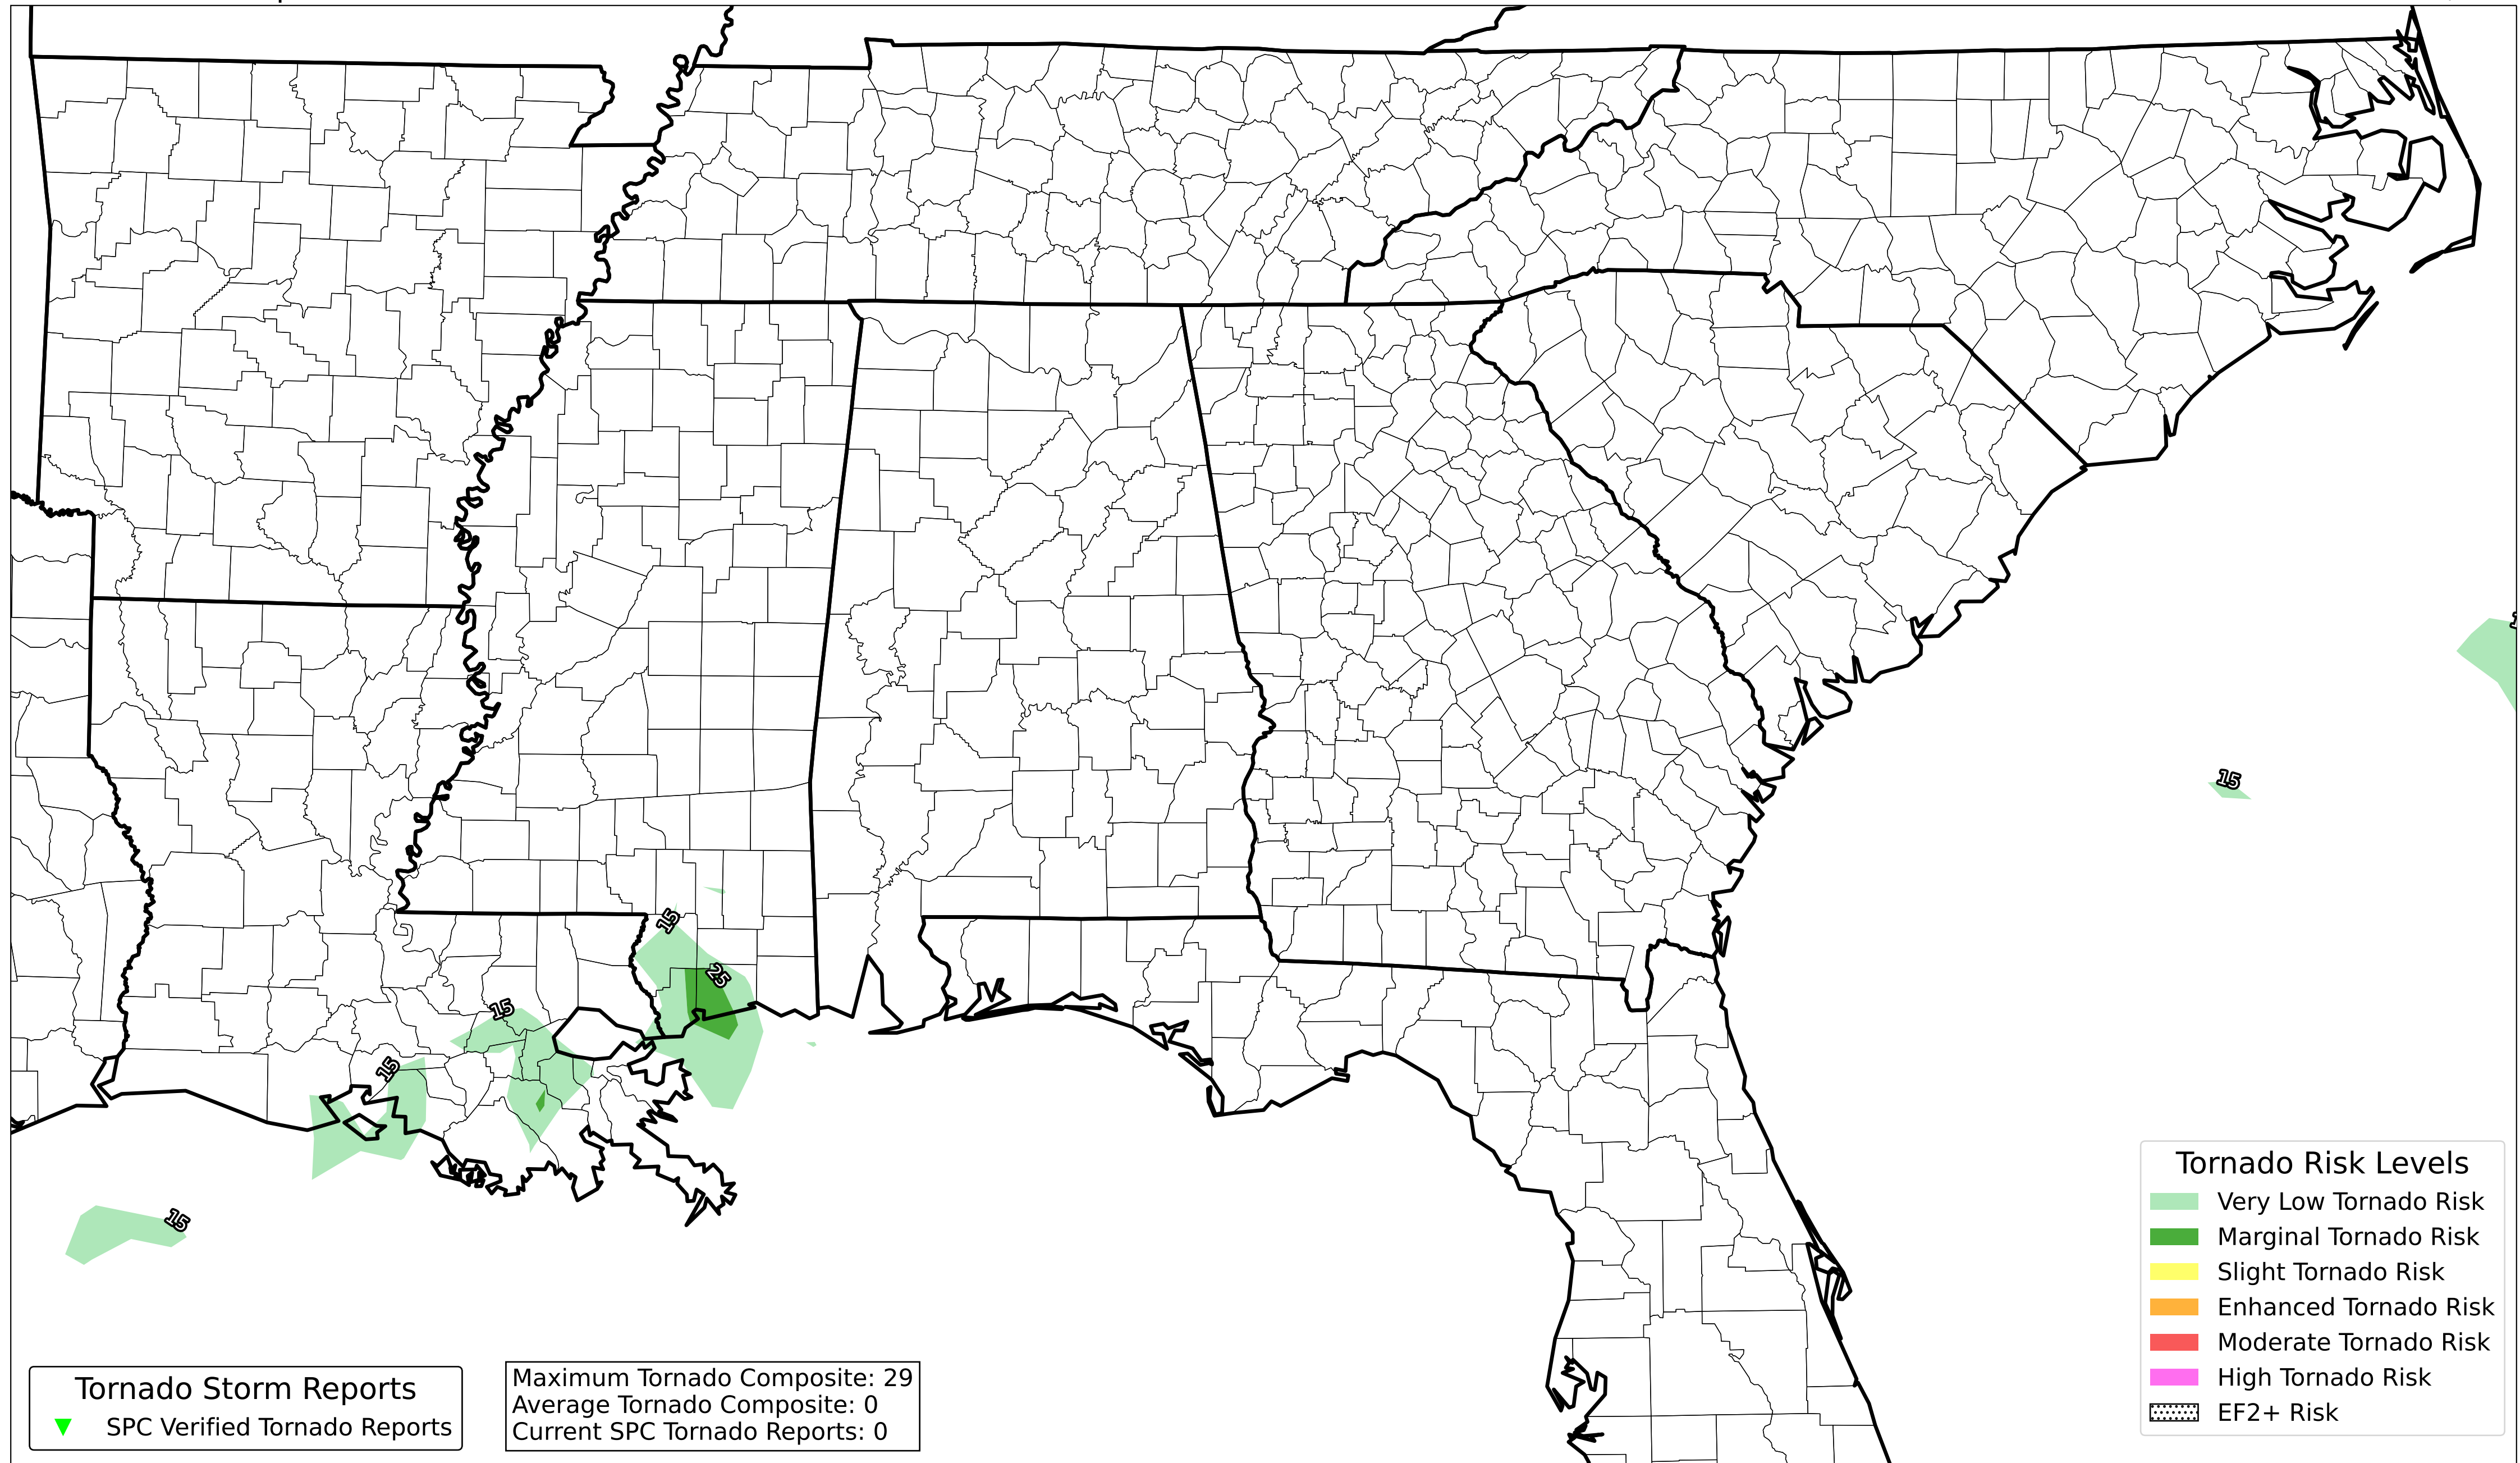 15
15
25
15
15
15
Tornado Risk Levels
Very Low Tornado Risk
Marginal Tornado Risk
Slight Tornado Risk
Enhanced Tornado Risk
Moderate Tornado Risk
High Tornado Risk
EF2+ Risk
Tornado Storm Reports
SPC Verified Tornado Reports
Maximum Tornado Composite: 29
Average Tornado Composite: 0
Current SPC Tornado Reports: 0